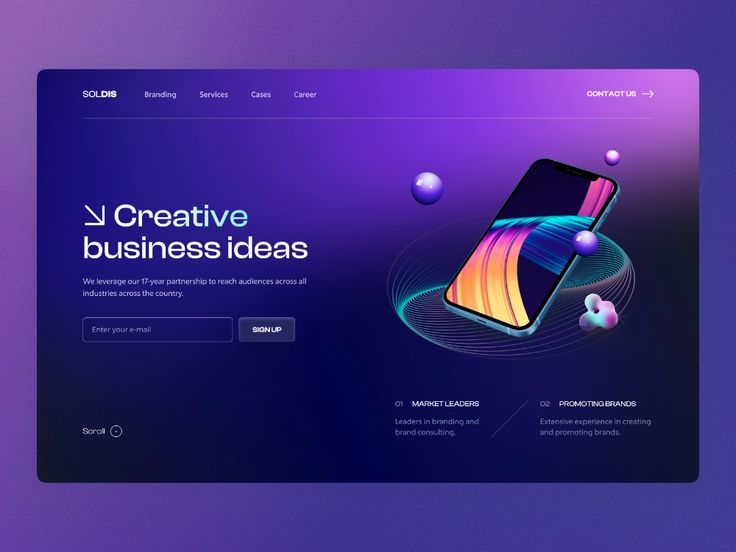 SOLDIS
Branding
Services
Cases
Career
CONTACT US
Creative
business ideas
We leverage our 17-year partnership to reach audiences across all
industries across the country.
Enter your e-mail
SIGN UP
01 MARKET LEADERS
Leaders in branding and
brand consulting.
02 PROMOTING BRANDS
Extensive experience in creating
and promoting brands.
Scroll